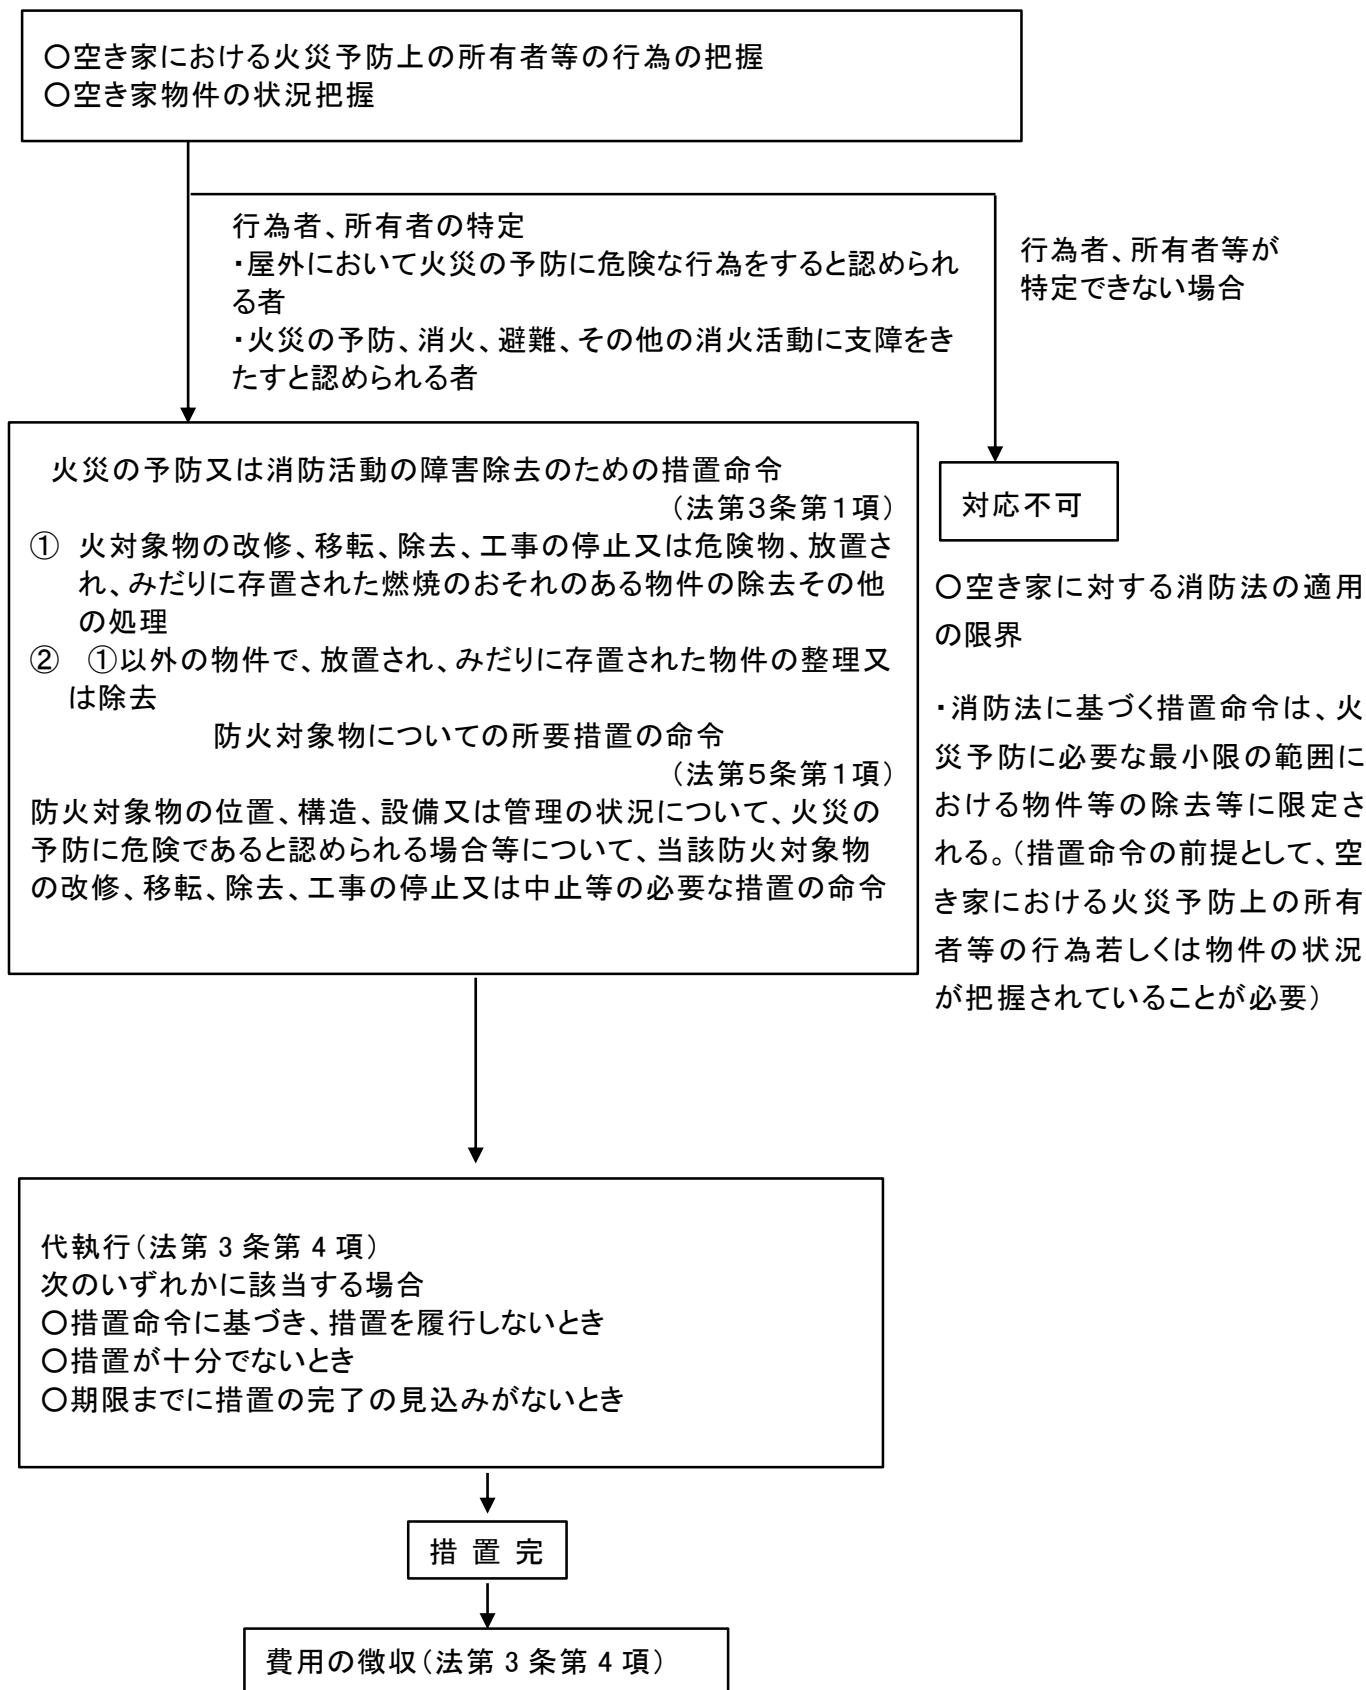 〇空き家における火災予防上の所有者等の行為の把握
〇空き家物件の状況把握
行為者、所有者の特定
・屋外において火災の予防に危険な行為をすると認められ
る者
・火災の予防、消火、避難、その他の消火活動に支障をき
たすと認められる者
行為者、所有者等が
特定できない場合
火災の予防又は消防活動の障害除去のための措置命令
（法第３条第１項）
① 火対象物の改修、移転、除去、工事の停止又は危険物、放置さ
れ、みだりに存置された燃焼のおそれのある物件の除去その他
の処理
② ①以外の物件で、放置され、みだりに存置された物件の整理又
は除去
防火対象物についての所要措置の命令
（法第５条第１項）
防火対象物の位置、構造、設備又は管理の状況について、火災の
予防に危険であると認められる場合等について、当該防火対象物
の改修、移転、除去、工事の停止又は中止等の必要な措置の命令
対応不可
〇空き家に対する消防法の適用
の限界
・消防法に基づく措置命令は、火
災予防に必要な最小限の範囲に
おける物件等の除去等に限定さ
れる。（措置命令の前提として、空
き家における火災予防上の所有
者等の行為若しくは物件の状況
が把握されていることが必要）
代執行（法第 3 条第 4 項）
次のいずれかに該当する場合
〇措置命令に基づき、措置を履行しないとき
〇措置が十分でないとき
〇期限までに措置の完了の見込みがないとき
措 置 完
費用の徴収（法第 3 条第 4 項）